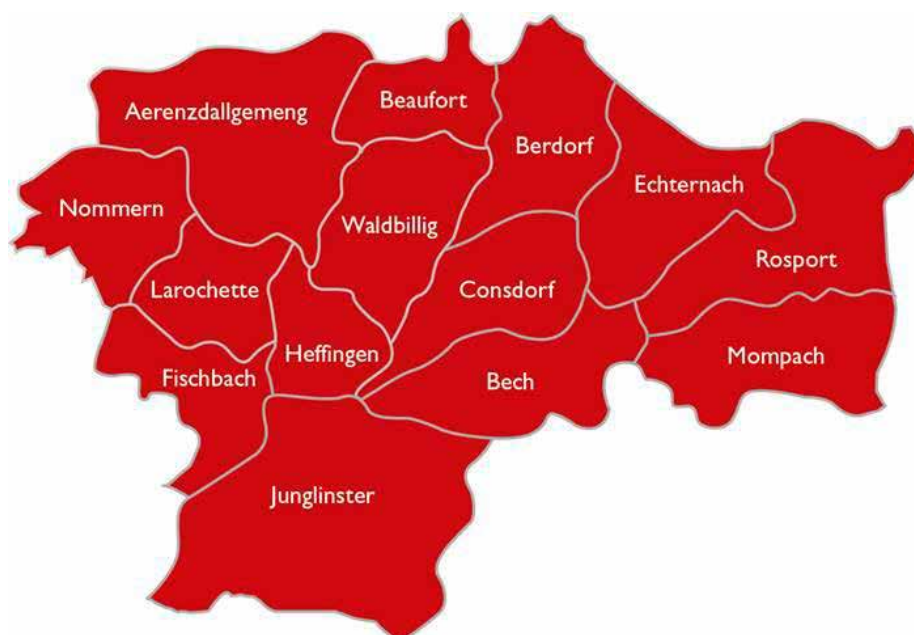 Beaufort
Aerenzdallgemeng
Berdorf
Echternach
Nommern
Waldbillig
Rosport
Larochette
Consdorf
Heffingen
Mompach
Fischbach
Bech
Junglinster